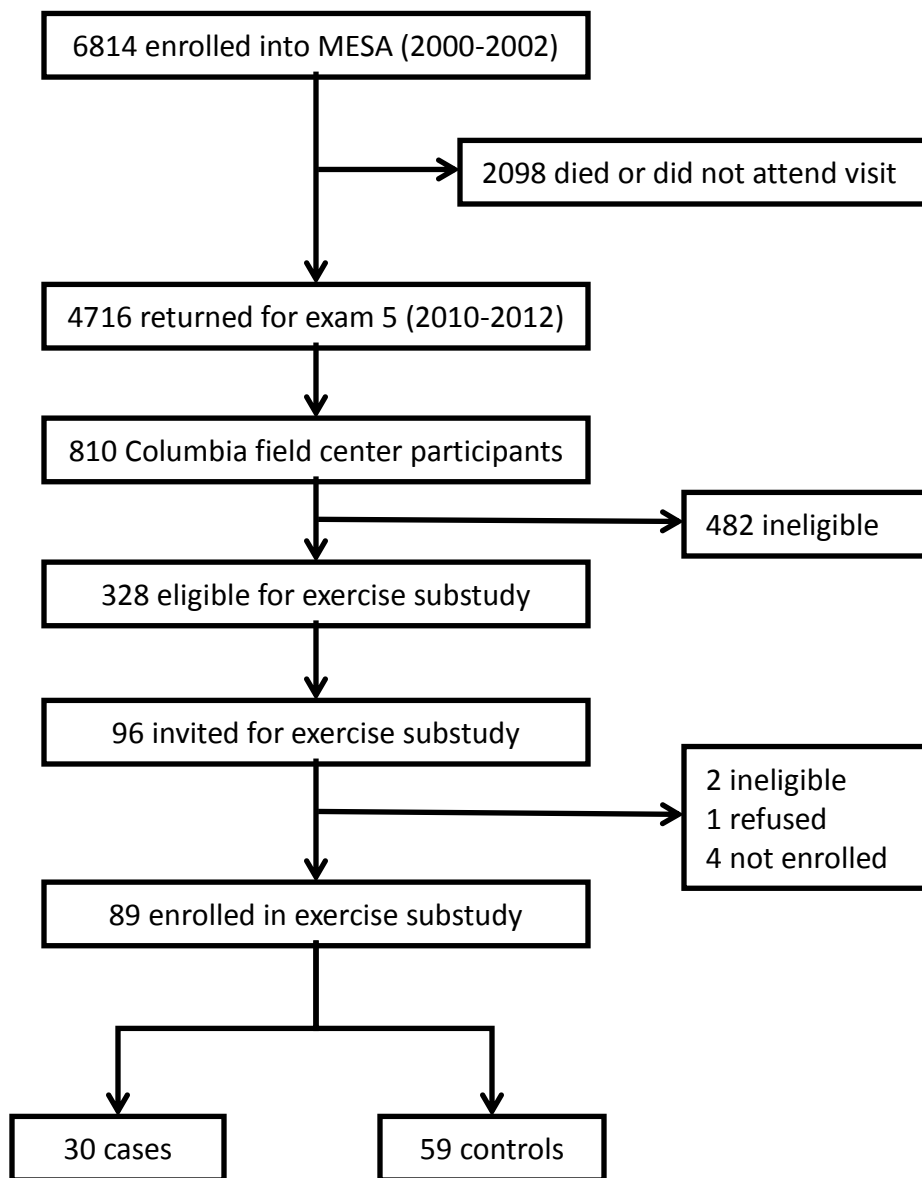 6814 enrolled into MESA (2000-2002)
2098 died or did not attend visit
4716 returned for exam 5 (2010-2012)
810 Columbia field center participants
482 ineligible
328 eligible for exercise substudy
96 invited for exercise substudy
2 ineligible
1 refused
4 not enrolled
89 enrolled in exercise substudy
30 cases
59 controls